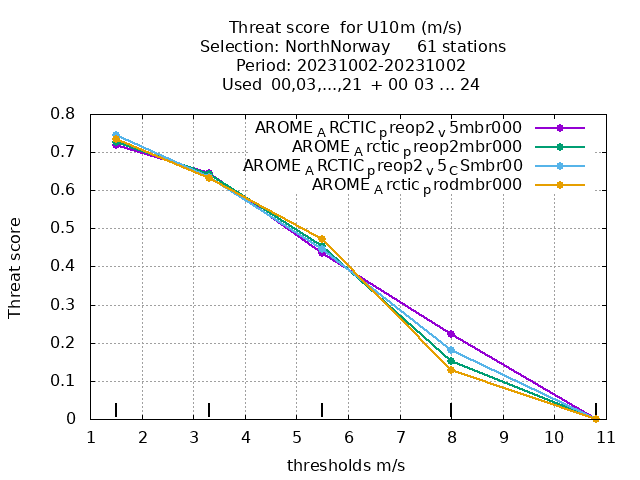 Threat score for U10m (m/s)
Selection: NorthNorway 61 stations
Period: 20231002-20231002
Used 00,03,...,21 + 00 03 ... 24
AROME_ARCTIC_preop2_v5mbr000
AROME_Arctic_preop2mbr000
AROME_ARCTIC_preop2_v5_CSmbr00
AROME_Arctic_prodmbr000
0.8
0.7
0.6
0.5
0.4
0.3
0.2
0.1
0
Threat score
1 2 3 4 5 6 7 8 9 10 11
thresholds m/s